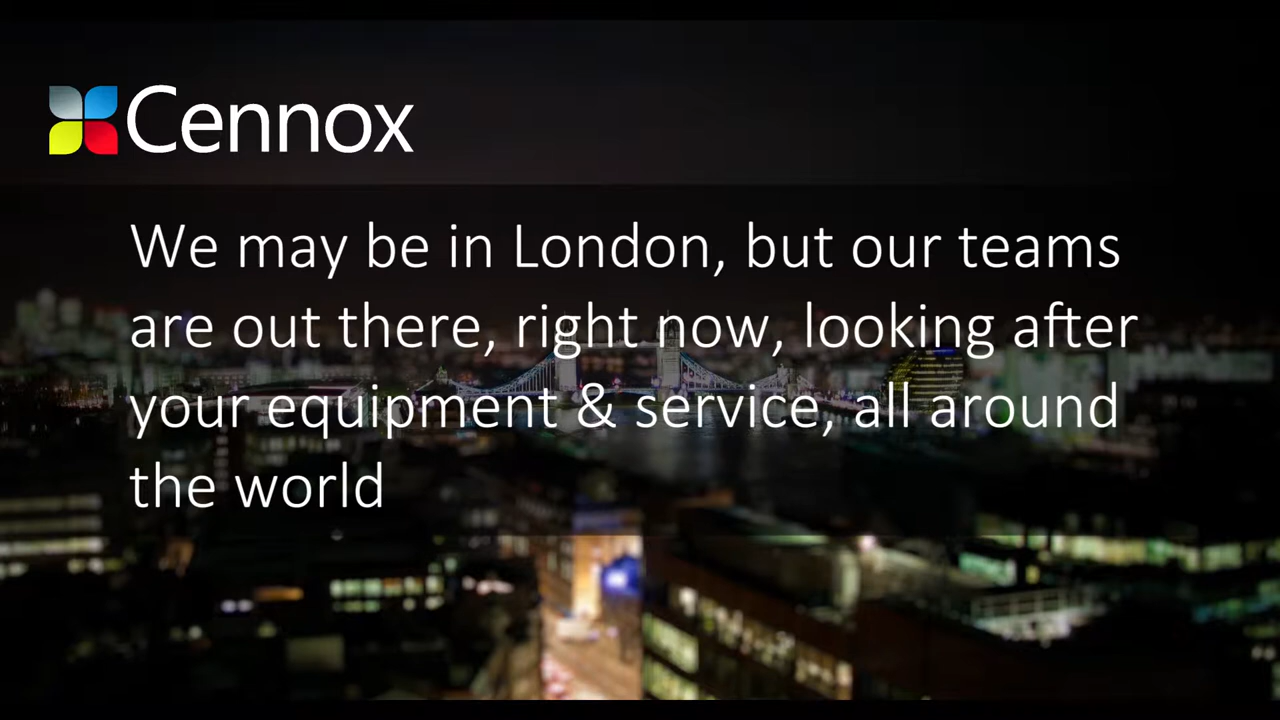 Cennox
We may be in London, but our teams
are out there, right now, looking after
your equipment & service, all around
the world